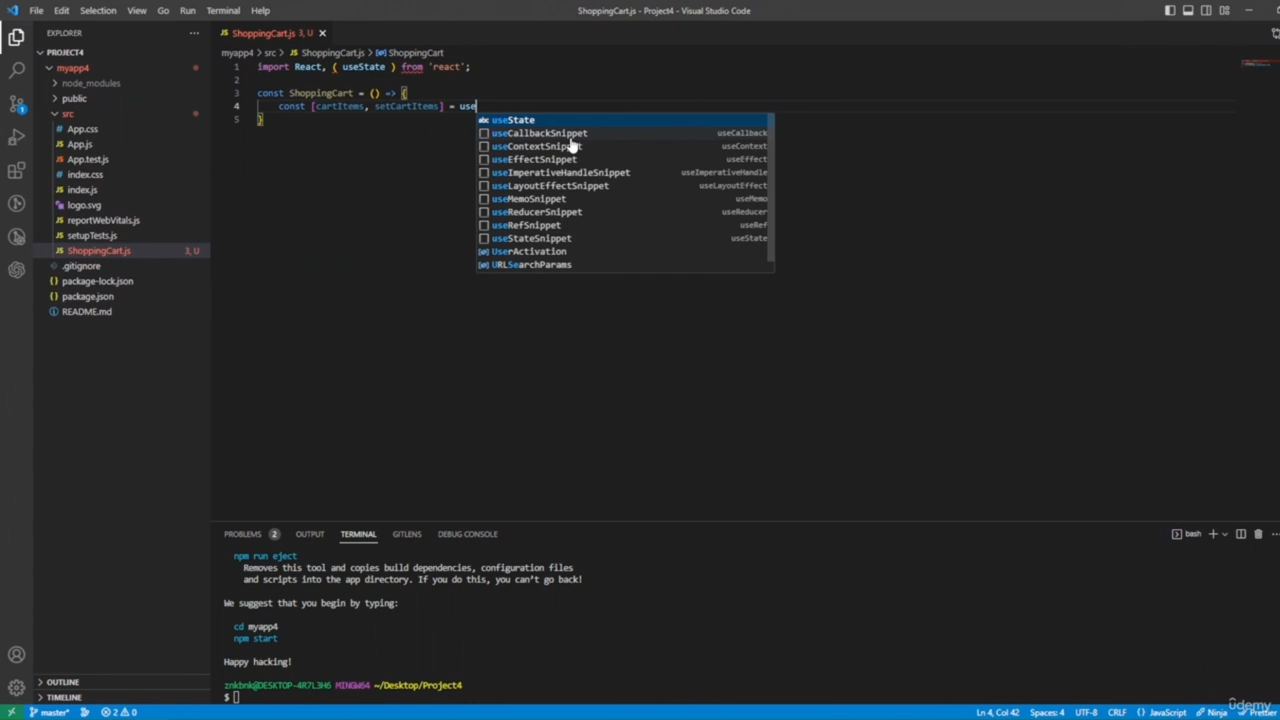 File Edit Selection View Go Run Terminal Help
ShoppingCart.js - Project4 - Visual Studio Code
EXPLORER
PROJECT4
myapp4
node_modules
public
src
App.css
App.js
App.test.js
index.css
index.js
logo.svg
reportWebVitals.js
setupTests.js
ShoppingCart.js 3, U
.gitignore
package-lock.json
package.json
README.md
OUTLINE
TIMELINE
1
ShoppingCart.js 3, U
myapp4 > src > JS ShoppingCart.js > ShoppingCart
1 import React, ( useState ) from 'react';
2
3 const ShoppingCart = () => {
4 const [cartItems, setCartItems] = use
5 }
useState
useCallbackSnippet useCallback
useContextSnippet useContext
useEffectSnippet useEffect
useImperativeHandleSnippet useImperativeHandle
useLayoutEffectSnippet useLayoutEffect
useMemoSnippet useMemo
useReducerSnippet useReducer
useRefSnippet useRef
useStateSnippet useState
UserActivation
URLSearchParams
PROBLEMS 2 OUTPUT TERMINAL GITLENS DEBUG CONSOLE
bash
npm run eject
Removes this tool and copies build dependencies, configuration files
and scripts into the app directory. If you do this, you can't go back!
We suggest that you begin by typing:
cd myapp4
npm start
Happy hacking!
znkbnk@DESKTOP-4R7L3H6 MINGW64 ~/Desktop/Project4
$
master* 2 0
Ln 4, Col 42 Spaces: 4 UTF-8 CRLF {} JavaScript Ninja Prettier
udemy